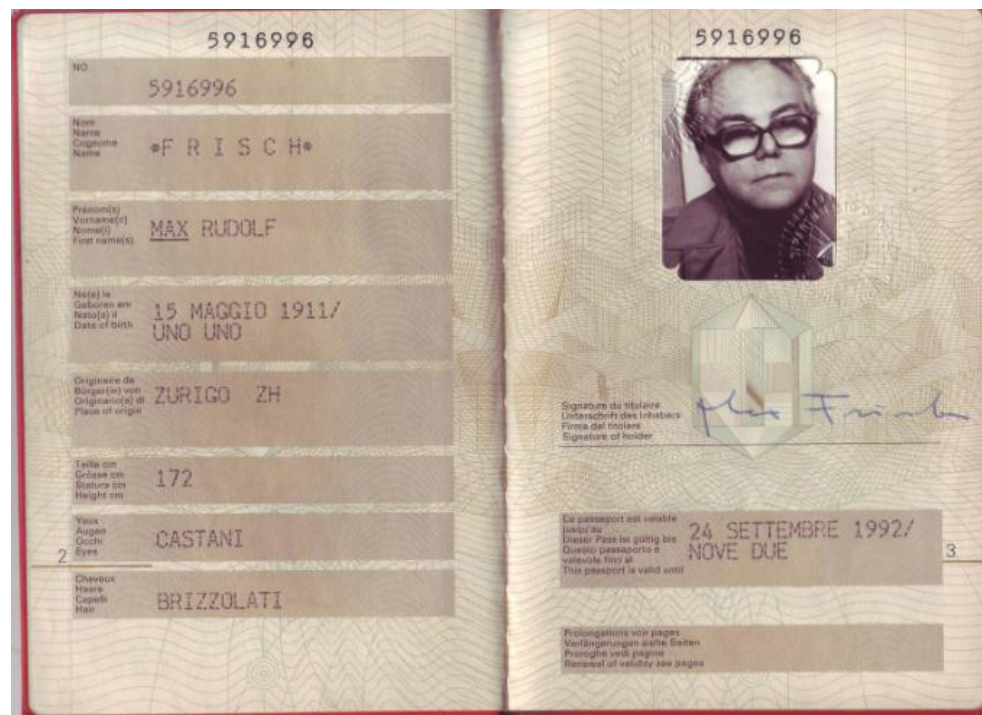 5916996
NO
5916996
Nom
Name
Cognome
Name
*F R I S C H*
Prénom(s)
Vorname(n)
Nome(i)
First name(s)
MAX RUDOLF
Né(e) le
Geboren am
Nato(a) il
Date of birth
15 MAGGIO 1911/
UNO UNO
Originaire de
Bürger(in) von
Originario(a) di
Place of origin
ZURIGO ZH
Taille cm
Grösse cm
Statura cm
Height cm
172
Yeux
Augen
Occhi
Eyes
CASTANI
2
Cheveux
Haare
Capelli
Hair
BRIZZOLATI
5916996
Signature du titulaire
Unterschrift des Inhabers
Firma del titolare
Signature of holder
Max Frisch
Ce passeport est valable
jusqu'au
Dieser Pass ist gültig bis
Questo passaporto è
valevole fino al
This passport is valid until
24 SETTEMBRE 1992/
NOVE DUE
3
Prolongations voir pages
Verlängerungen siehe Seiten
Proroghe vedi pagine
Renewal of validity see pages